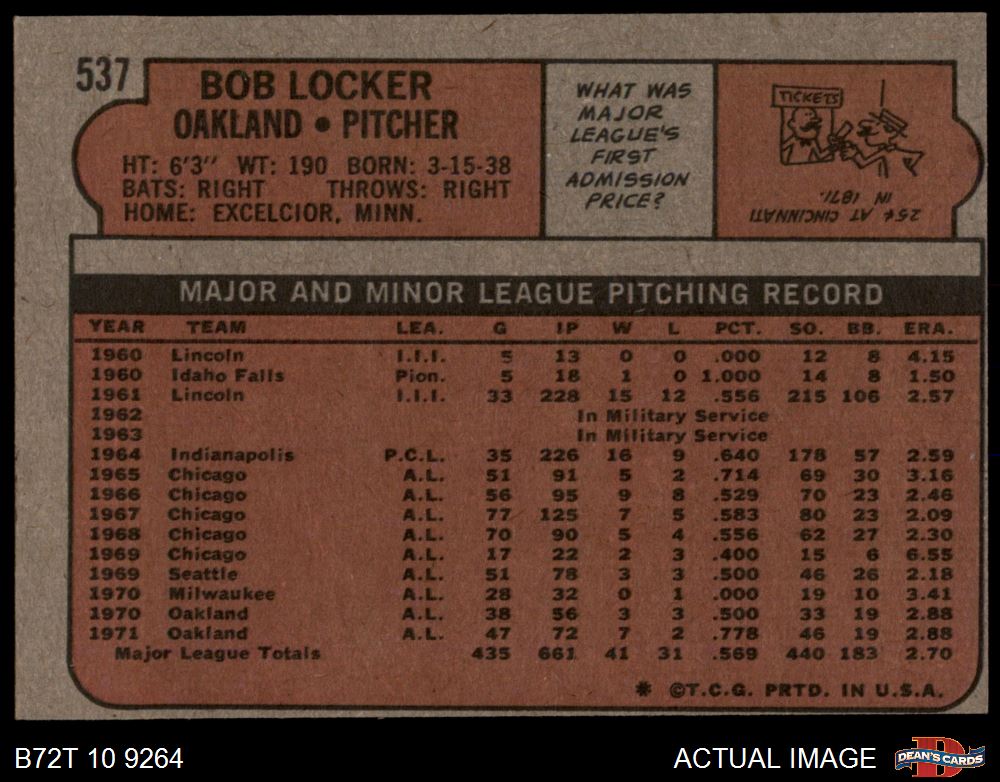 537
BOB LOCKER
OAKLAND • PITCHER
HT: 6'3" WT: 190 BORN: 3-15-38
BATS: RIGHT THROWS: RIGHT
HOME: EXCELCIOR, MINN.
WHAT WAS
MAJOR
LEAGUE'S
FIRST
ADMISSION
PRICE?
TICKETS
25¢ AT CINCINNATI
IN 1871.
MAJOR AND MINOR LEAGUE PITCHING RECORD
YEAR TEAM LEA. G IP W L PCT. SO. BB. ERA.
1960 Lincoln I.I.I. 5 13 0 0 .000 12 8 4.15
1960 Idaho Falls Pion. 5 18 1 0 1.000 14 8 1.50
1961 Lincoln I.I.I. 33 228 15 12 .556 215 106 2.57
1962 In Military Service
1963 In Military Service
1964 Indianapolis P.C.L. 35 226 16 9 .640 178 57 2.59
1965 Chicago A.L. 51 91 5 2 .714 69 30 3.16
1966 Chicago A.L. 56 95 9 8 .529 70 23 2.46
1967 Chicago A.L. 77 125 7 5 .583 80 23 2.09
1968 Chicago A.L. 70 90 5 4 .556 62 27 2.30
1969 Chicago A.L. 17 22 2 3 .400 15 6 6.55
1969 Seattle A.L. 51 78 3 3 .500 46 26 2.18
1970 Milwaukee A.L. 28 32 0 1 .000 19 10 3.41
1970 Oakland A.L. 38 56 3 3 .500 33 19 2.88
1971 Oakland A.L. 47 72 7 2 .778 46 19 2.88
Major League Totals 435 661 41 31 .569 440 183 2.70
* ©T.C.G. PRTD. IN U.S.A.
B72T 10 9264
ACTUAL IMAGE
DEAN'S CARDS